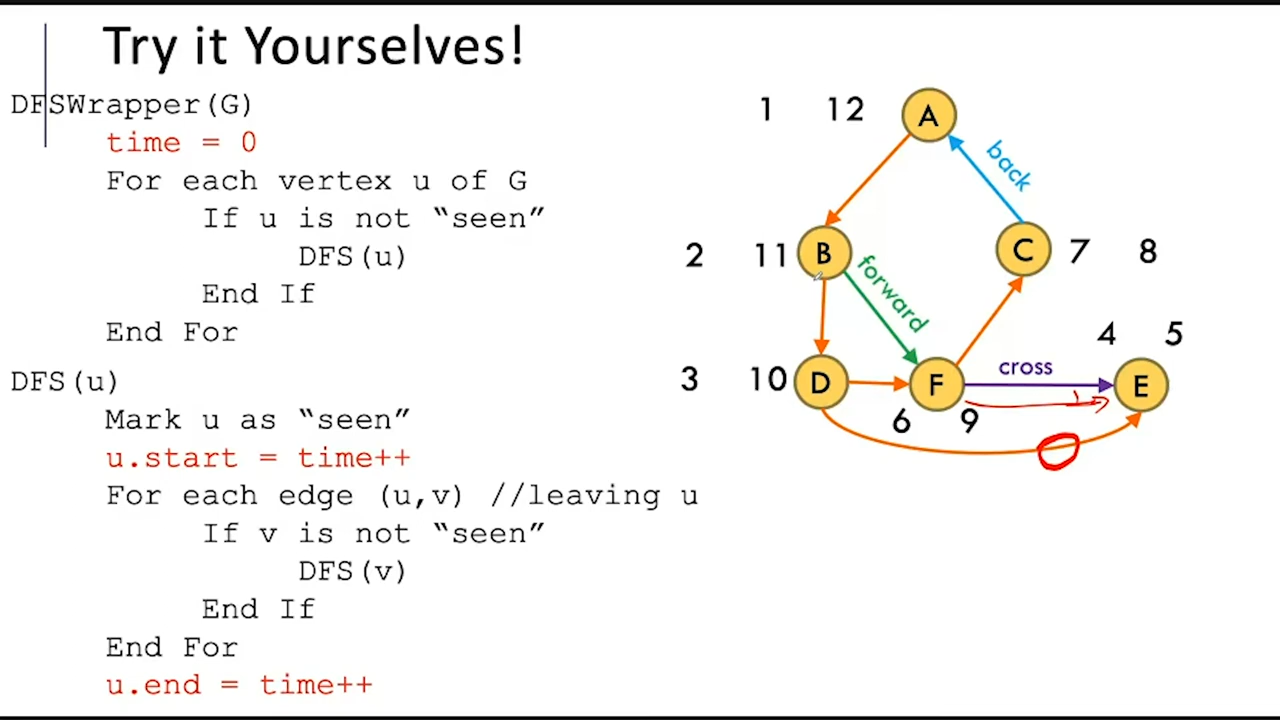 Try it Yourselves!
DFSWrapper(G)
time = 0
For each vertex u of G
If u is not “seen”
DFS(u)
End If
End For
DFS(u)
Mark u as “seen”
u.start = time++
For each edge (u,v) //leaving u
If v is not “seen”
DFS(v)
End If
End For
u.end = time++
1 12 A
back
2 11 B forward C 7 8
4 5
3 10 D F cross E
6 9